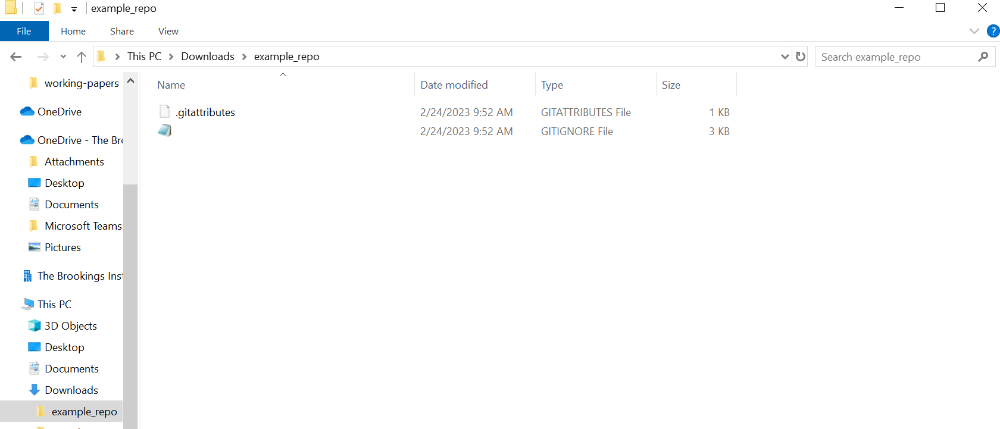 example_repo
File Home Share View
This PC Downloads example_repo
Search example_repo
working-papers
OneDrive
OneDrive - The Bro
Attachments
Desktop
Documents
Microsoft Teams
Pictures
The Brookings Inst
This PC
3D Objects
Desktop
Documents
Downloads
example_repo
Name Date modified Type Size
.gitattributes 2/24/2023 9:52 AM GITATTRIBUTES File 1 KB
2/24/2023 9:52 AM GITIGNORE File 3 KB